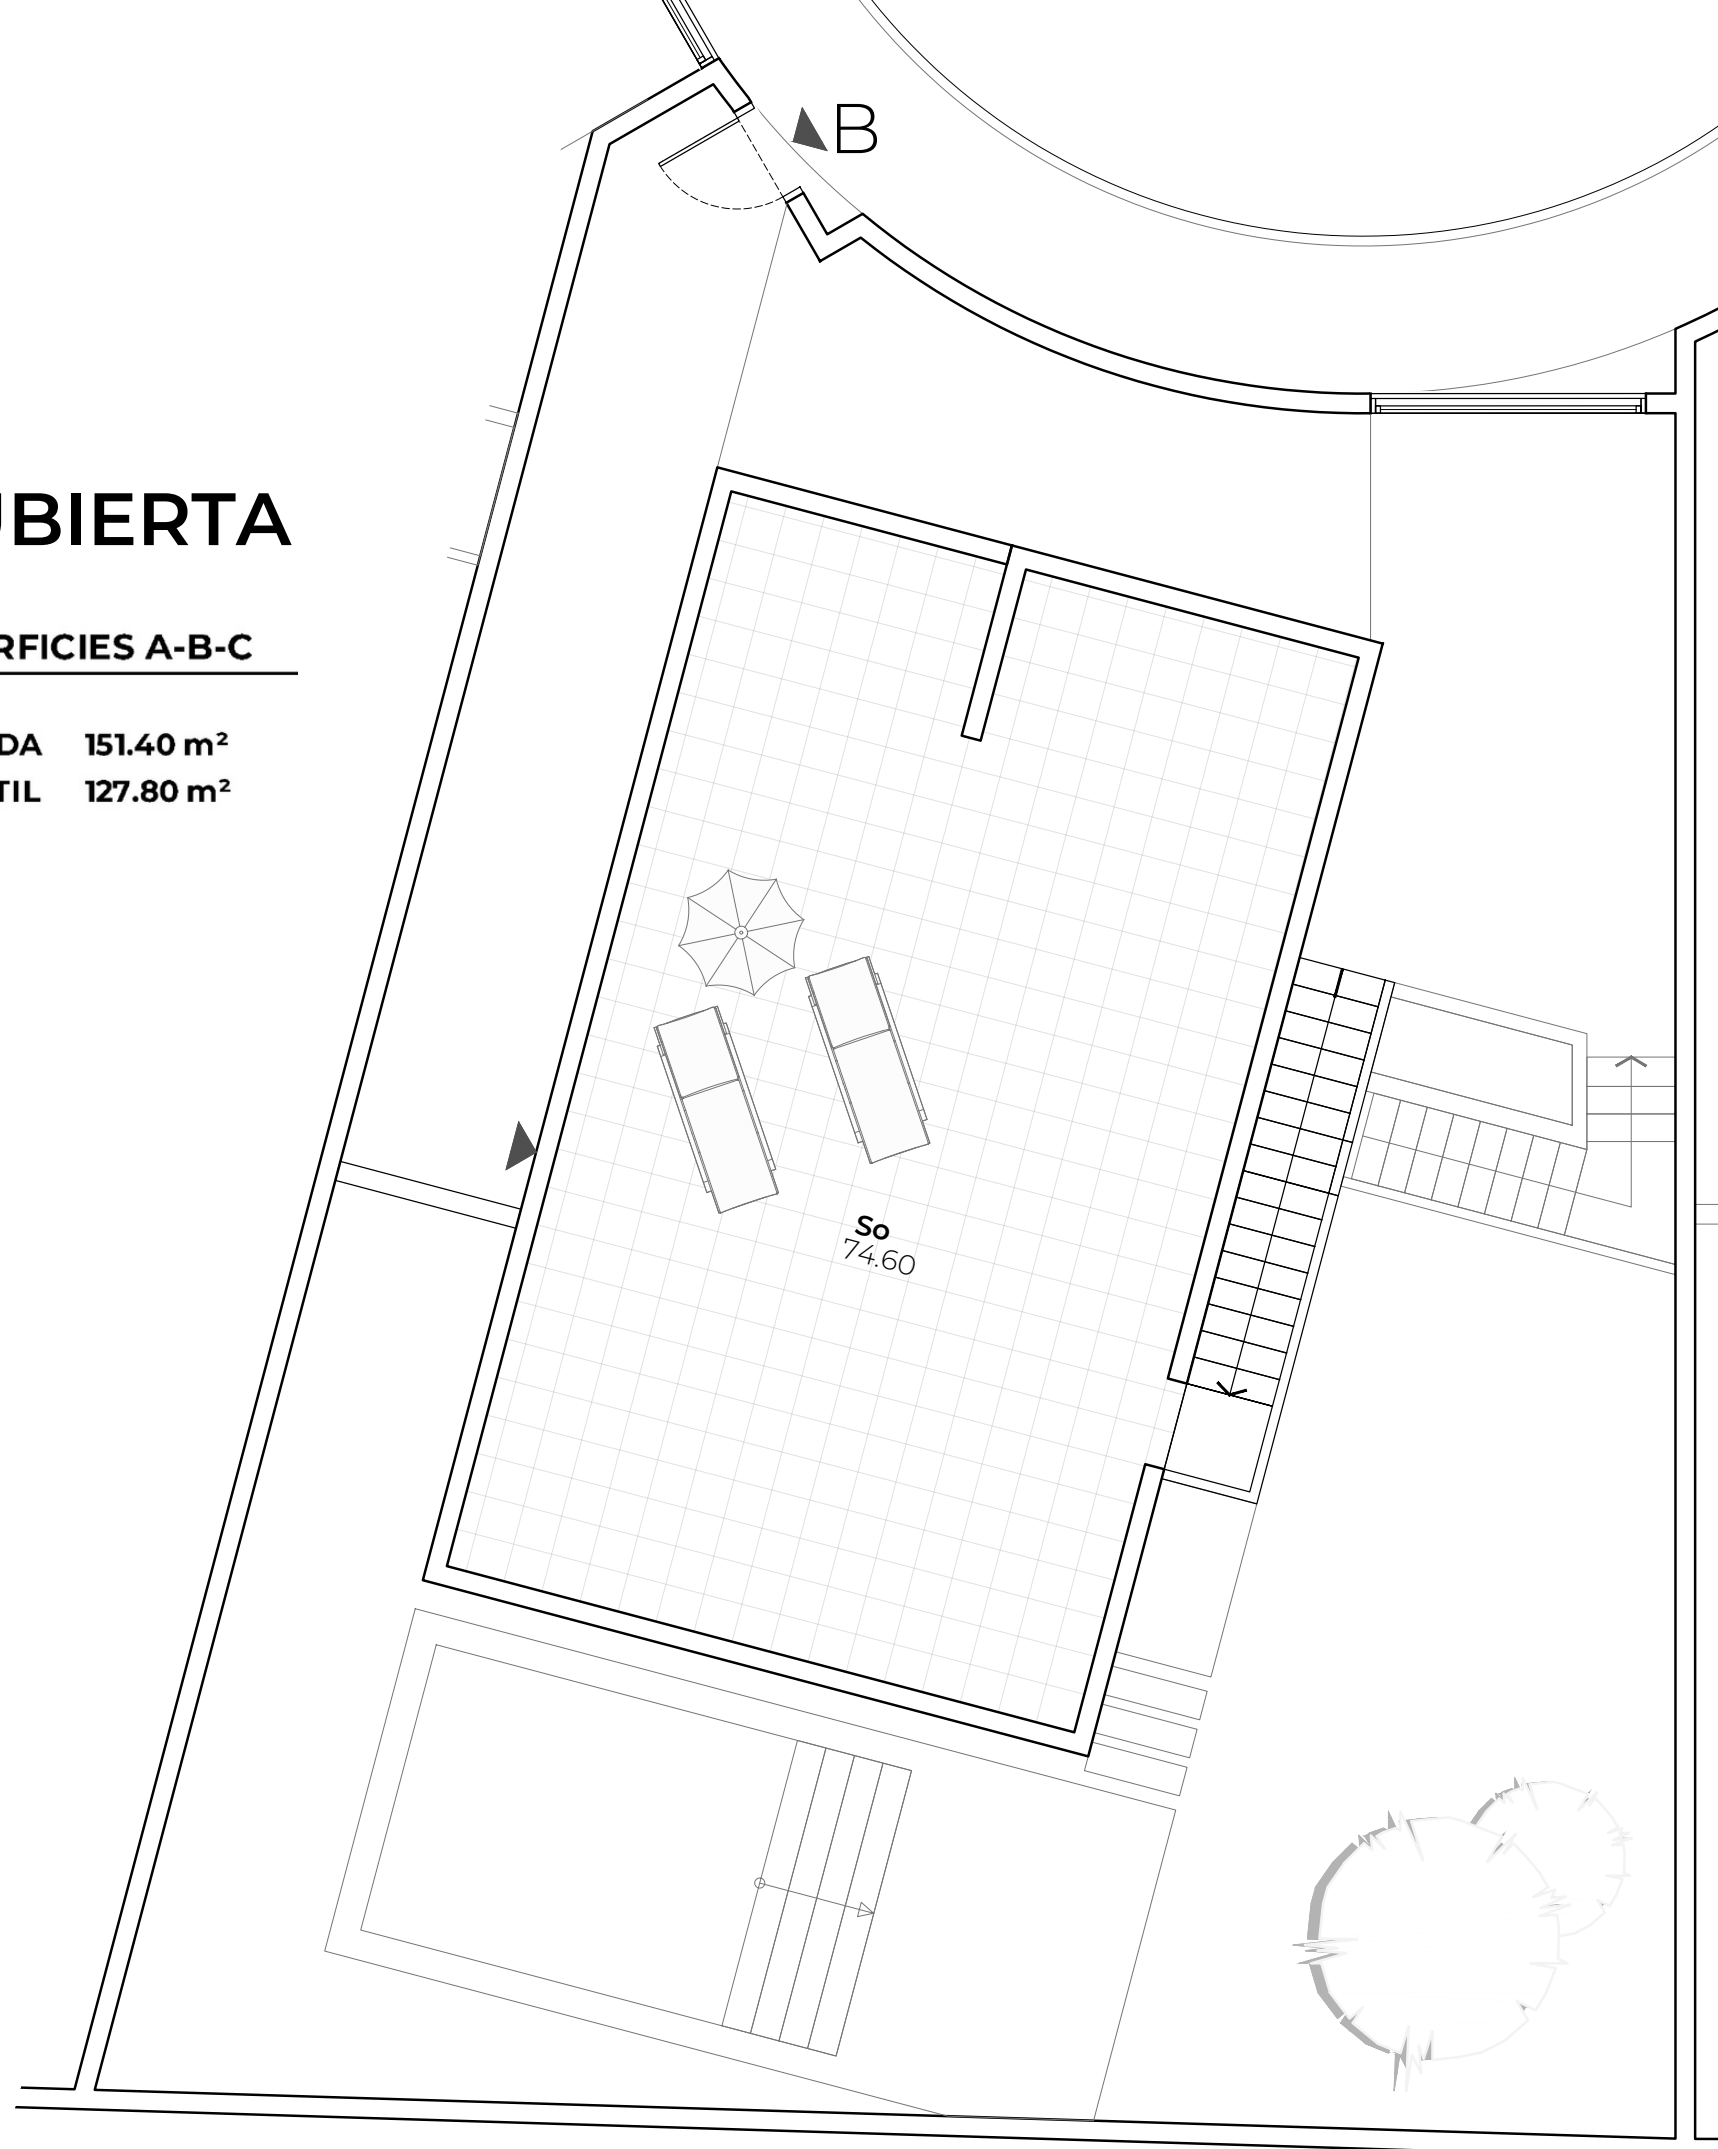 B
UBIERTA
RFICIES A-B-C
DA 151.40 m²
TIL 127.80 m²
So
74.60